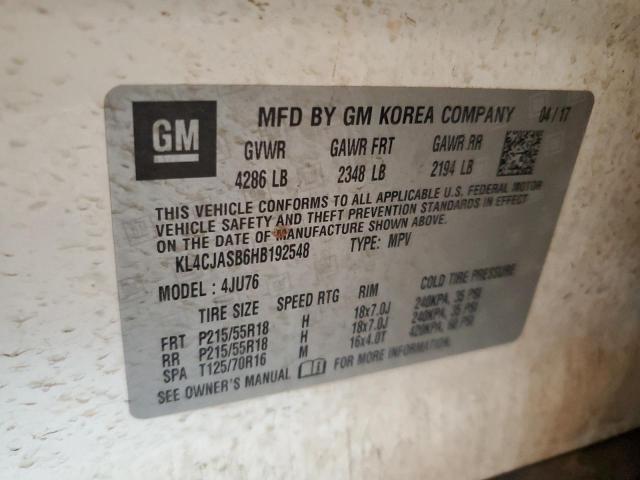 GM
MFD BY GM KOREA COMPANY 04/17
GVWR GAWR FRT GAWR RR
4286 LB 2348 LB 2194 LB
THIS VEHICLE CONFORMS TO ALL APPLICABLE U.S. FEDERAL MOTOR
VEHICLE SAFETY AND THEFT PREVENTION STANDARDS IN EFFECT
ON THE DATE OF MANUFACTURE SHOWN ABOVE.
KL4CJASB6HB192548 TYPE: MPV
MODEL : 4JU76
TIRE SIZE SPEED RTG RIM COLD TIRE PRESSURE
FRT P215/55R18 H 18x7.0J 240KPA, 35 PSI
RR P215/55R18 H 18x7.0J 240KPA, 35 PSI
SPA T125/70R16 M 16x4.0T 420KPA, 60 PSI
SEE OWNER'S MANUAL FOR MORE INFORMATION.